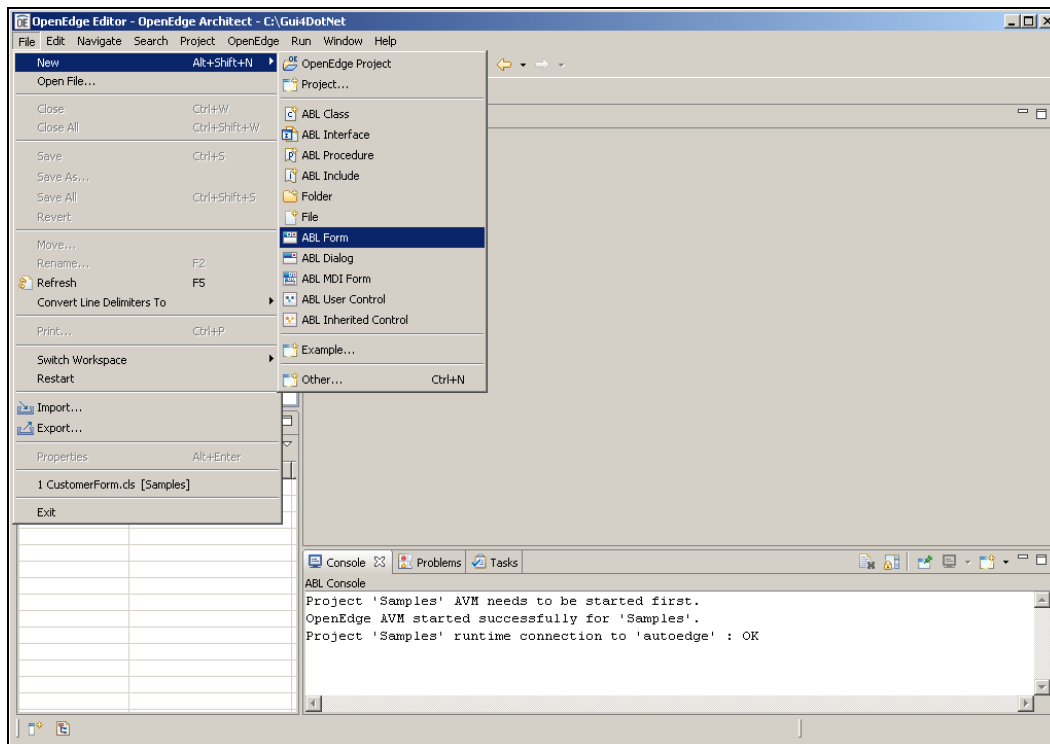 OpenEdge Editor - OpenEdge Architect - C:\Gui4DotNet
File Edit Navigate Search Project OpenEdge Run Window Help
New Alt+Shift+N
Open File...
Close Ctrl+W
Close All Ctrl+Shift+W
Save Ctrl+S
Save As...
Save All Ctrl+Shift+S
Revert
Move...
Rename... F2
Refresh F5
Convert Line Delimiters To
Print... Ctrl+P
Switch Workspace
Restart
Import...
Export...
Properties Alt+Enter
1 CustomerForm.cls [Samples]
Exit
OpenEdge Project
Project...
ABL Class
ABL Interface
ABL Procedure
ABL Include
Folder
File
ABL Form
ABL Dialog
ABL MDI Form
ABL User Control
ABL Inherited Control
Example...
Other... Ctrl+N
Console Problems Tasks
ABL Console
Project 'Samples' AVM needs to be started first.
OpenEdge AVM started successfully for 'Samples'.
Project 'Samples' runtime connection to 'autoedge' : OK